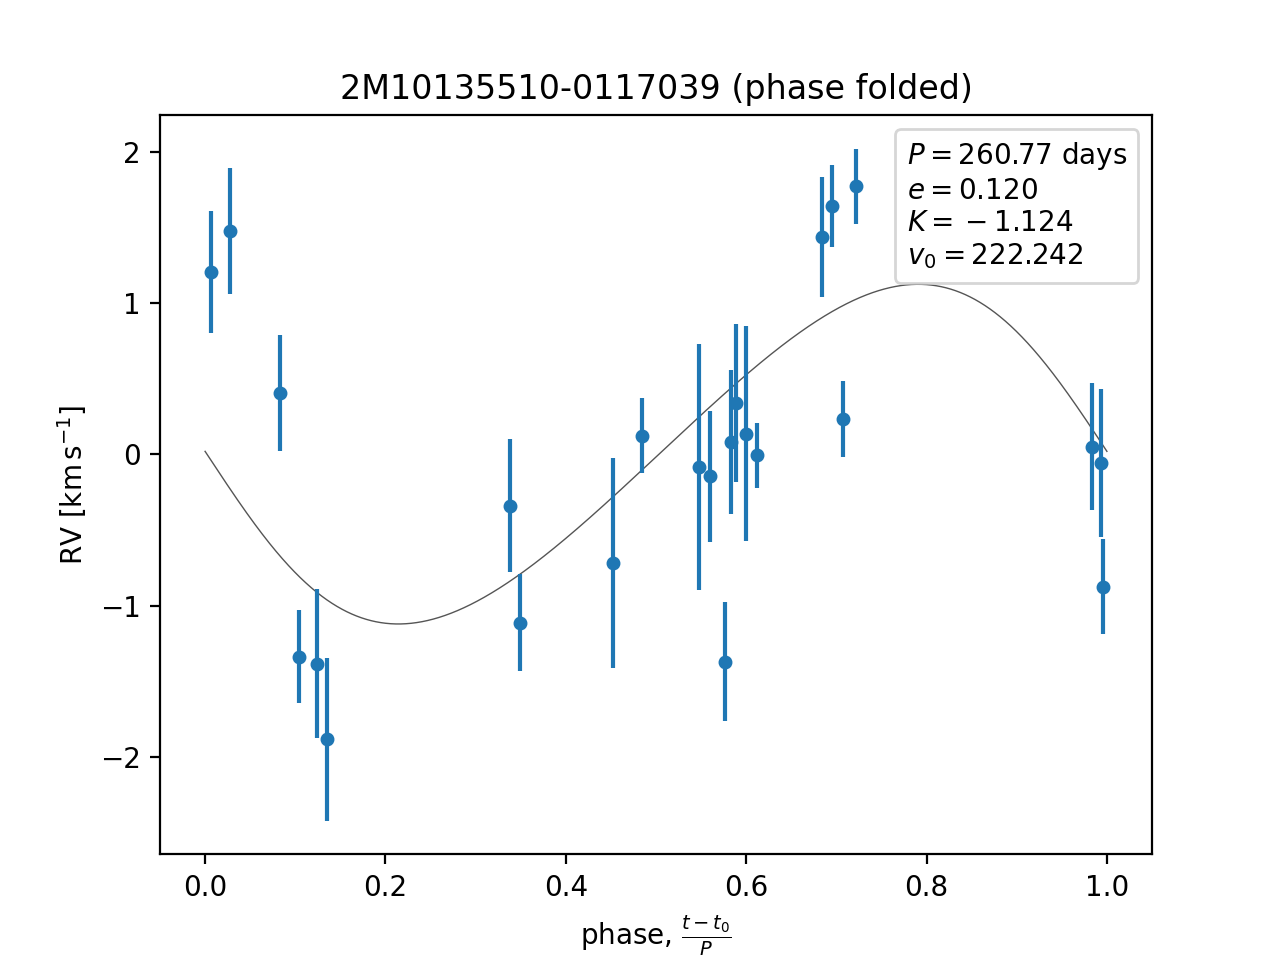 2M10135510-0117039 (phase folded)
P = 260.77 days
e = 0.120
K = −1.124
v₀ = 222.242
RV [km s⁻¹]
2
1
0
−1
−2
0.0 0.2 0.4 0.6 0.8 1.0
phase, (t − t₀)/P